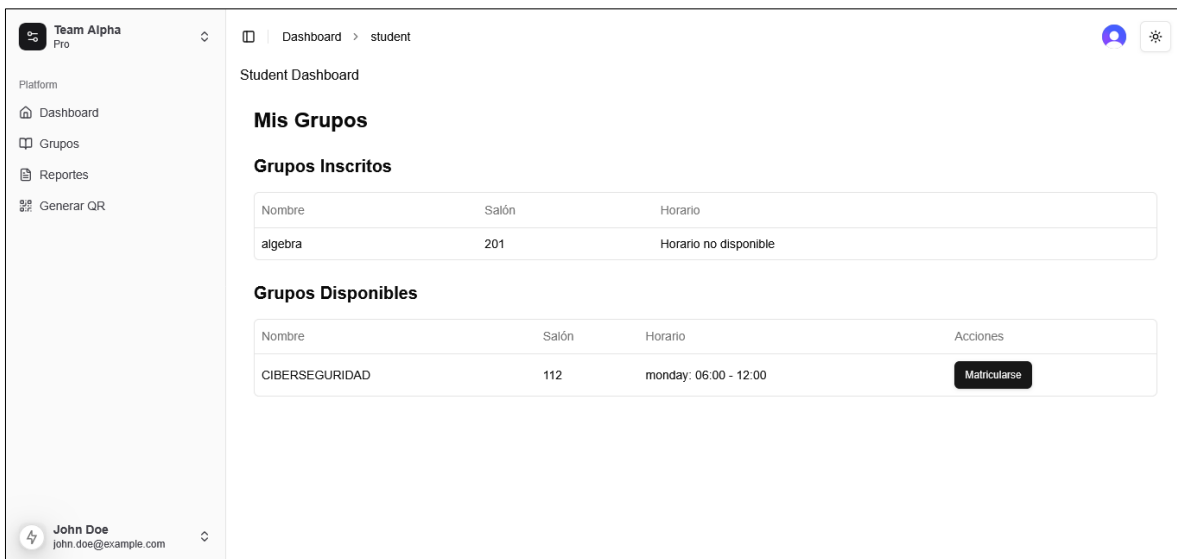 Team Alpha
Pro
Platform
Dashboard
Grupos
Reportes
Generar QR
John Doe
john.doe@example.com
Dashboard > student
Student Dashboard
Mis Grupos
Grupos Inscritos
Nombre Salón Horario
algebra 201 Horario no disponible
Grupos Disponibles
Nombre Salón Horario Acciones
CIBERSEGURIDAD 112 monday: 06:00 - 12:00 Matricularse